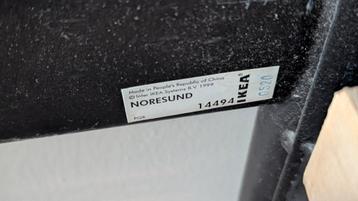 Made in People's Republic of China
© Inter IKEA Systems B.V. 1999
NORESUND
14494
IKEA®